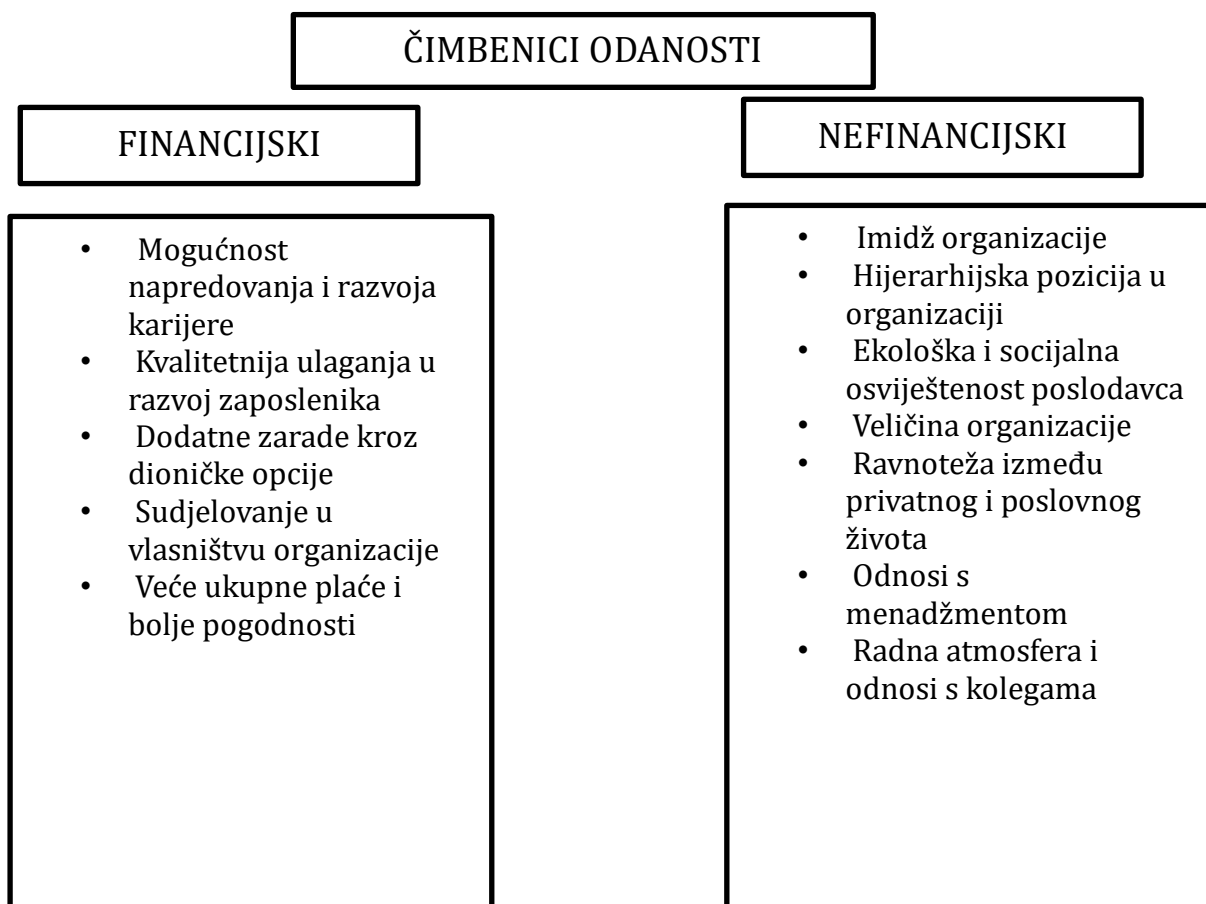 ČIMBENICI ODANOSTI
FINANCIJSKI
• Mogućnost
napredovanja i razvoja
karijere
• Kvalitetnija ulaganja u
razvoj zaposlenika
• Dodatne zarade kroz
dioničke opcije
• Sudjelovanje u
vlasništvu organizacije
• Veće ukupne plaće i
bolje pogodnosti
NEFINANCIJSKI
• Imidž organizacije
• Hijerarhijska pozicija u
organizaciji
• Ekološka i socijalna
osviještenost poslodavca
• Veličina organizacije
• Ravnoteža između
privatnog i poslovnog
života
• Odnosi s
menadžmentom
• Radna atmosfera i
odnosi s kolegama